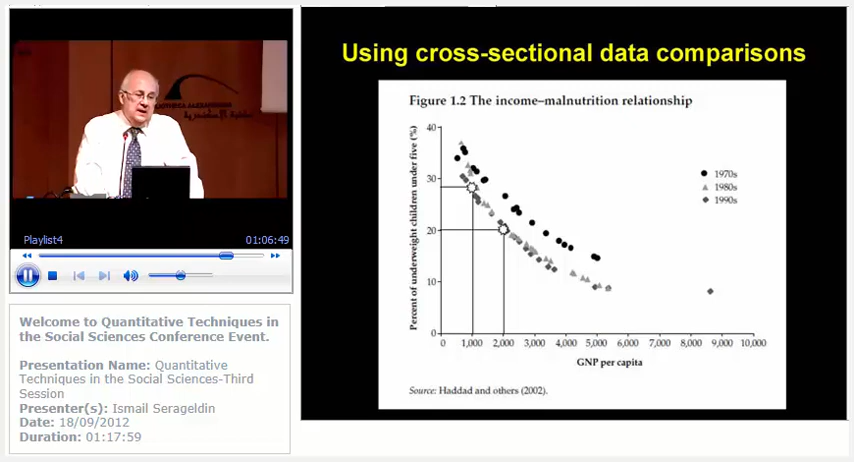 BIBLIOTHECA ALEXANDRINA
Playlist4
01:06:49
Welcome to Quantitative Techniques in
the Social Sciences Conference Event.
Presentation Name: Quantitative
Techniques in the Social Sciences-Third
Session
Presenter(s): Ismail Serageldin
Date: 18/09/2012
Duration: 01:17:59
Using cross-sectional data comparisons
Figure 1.2 The income–malnutrition relationship
Percent of underweight children under five (%)
40
30
20
10
0
1970s
1980s
1990s
0 1,000 2,000 3,000 4,000 5,000 6,000 7,000 8,000 9,000 10,000
GNP per capita
Source: Haddad and others (2002).